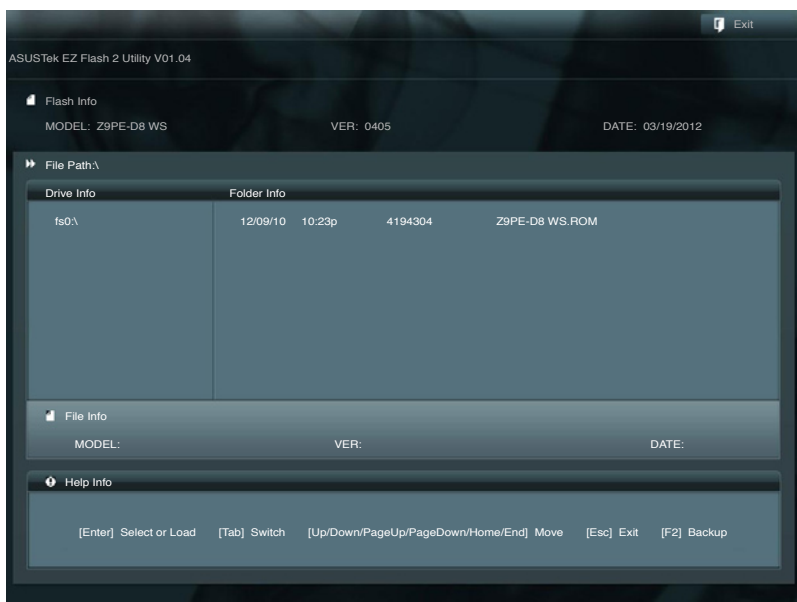 Exit
ASUSTek EZ Flash 2 Utility V01.04
Flash Info
MODEL: Z9PE-D8 WS VER: 0405 DATE: 03/19/2012
File Path:\
Drive Info Folder Info
fs0:\ 12/09/10 10:23p 4194304 Z9PE-D8 WS.ROM
File Info
MODEL: VER: DATE:
Help Info
[Enter] Select or Load [Tab] Switch [Up/Down/PageUp/PageDown/Home/End] Move [Esc] Exit [F2] Backup